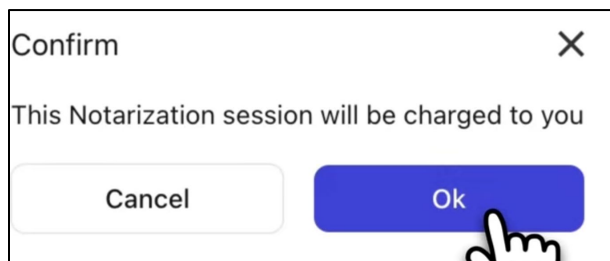 Confirm
This Notarization session will be charged to you
Cancel
Ok